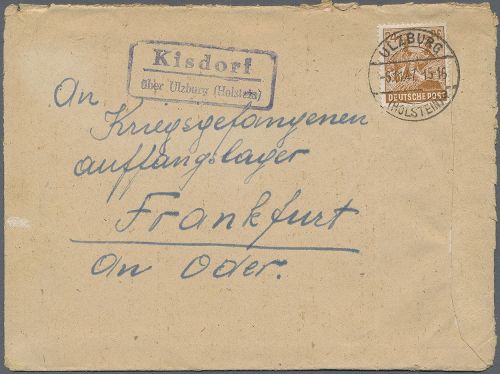 Kisdorf
über Ulzburg (Holstein)
ULZBURG
(HOLSTEIN)
DEUTSCHE POST
An
Kriegsgefangenen
auffangslager
Frankfurt
An Oder.